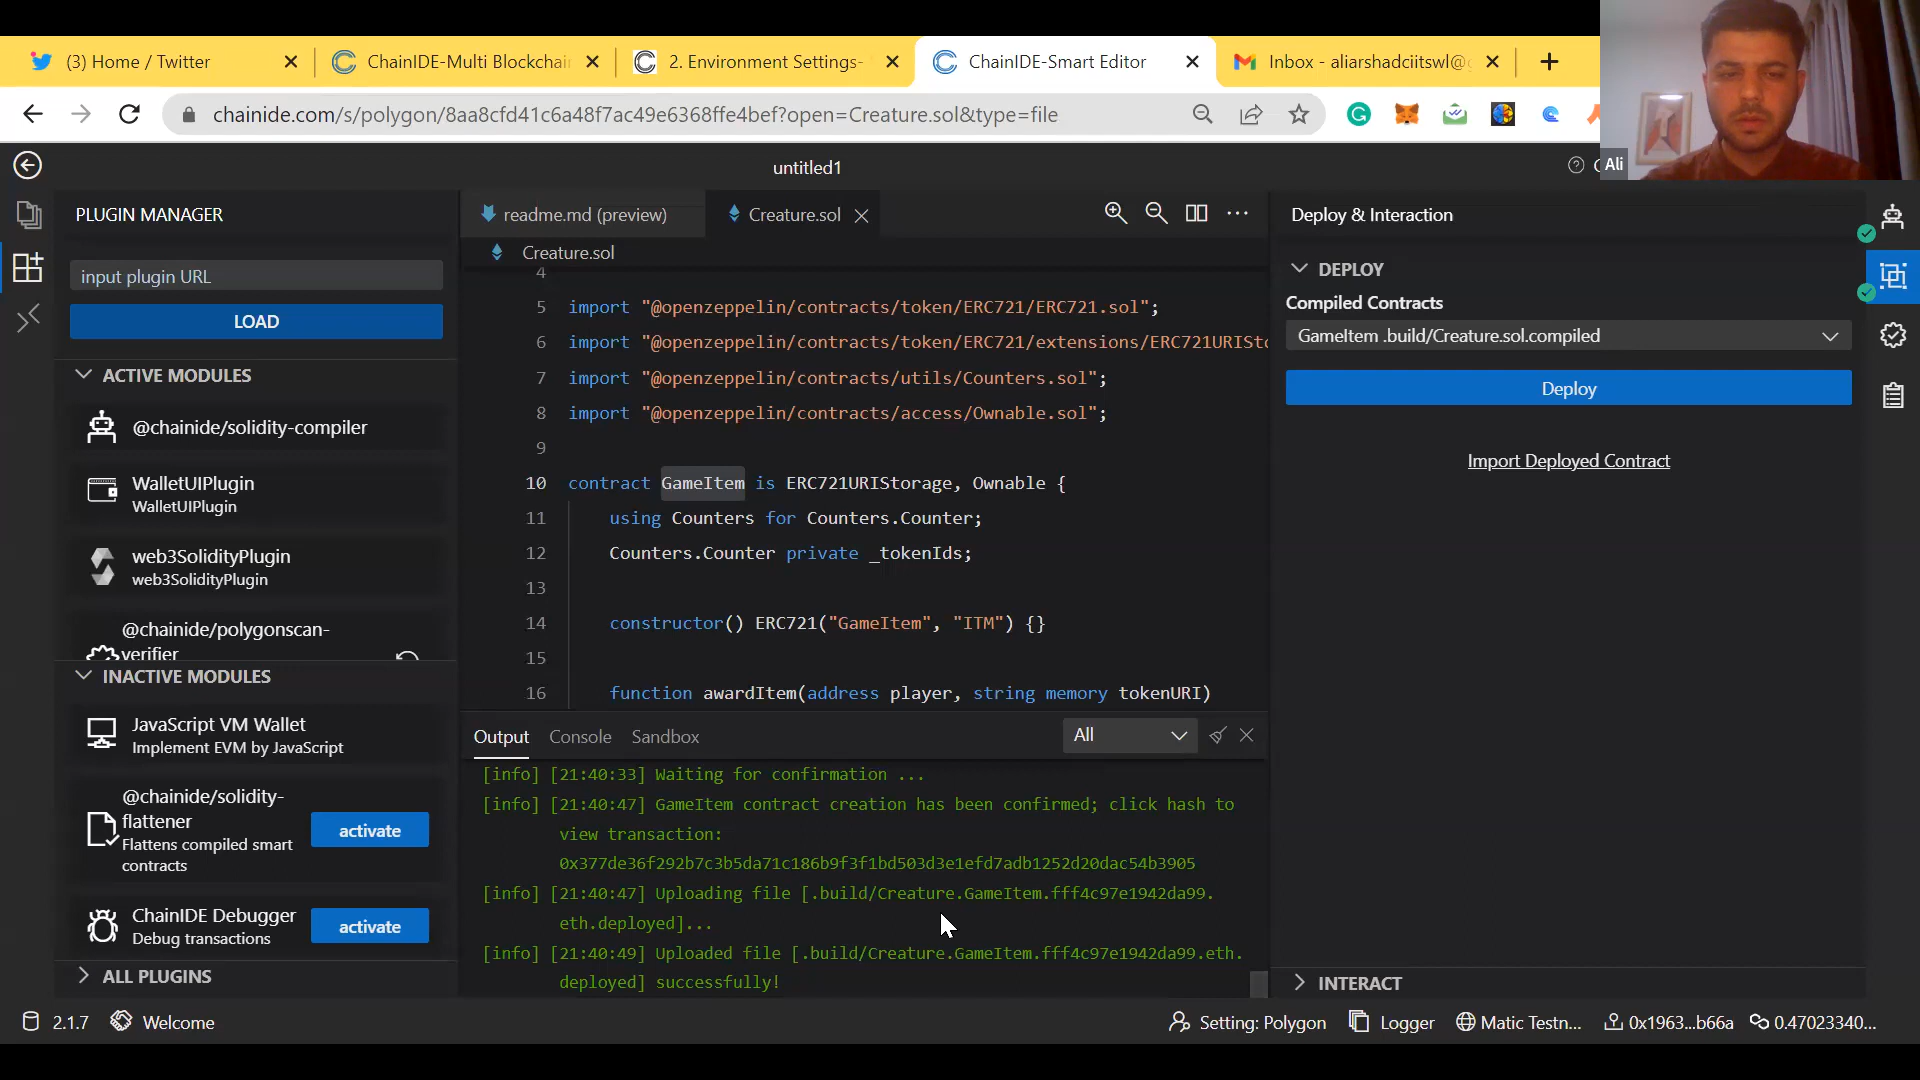 (3) Home / Twitter
ChainIDE-Multi Blockchain
2. Environment Settings-
ChainIDE-Smart Editor
Inbox - aliarshadciitswl@g
chainide.com/s/polygon/8aa8cfd41c6a48f7ac49e6368ffe4bef?open=Creature.sol&type=file
Ali
untitled1
PLUGIN MANAGER
input plugin URL
LOAD
ACTIVE MODULES
@chainide/solidity-compiler
WalletUIPlugin
WalletUIPlugin
web3SolidityPlugin
web3SolidityPlugin
@chainide/polygonscan-
verifier
INACTIVE MODULES
JavaScript VM Wallet
Implement EVM by JavaScript
@chainide/solidity-
flattener
Flattens compiled smart
contracts
activate
ChainIDE Debugger
Debug transactions
activate
ALL PLUGINS
readme.md (preview)
Creature.sol
Creature.sol
4
5 import "@openzeppelin/contracts/token/ERC721/ERC721.sol";
6 import "@openzeppelin/contracts/token/ERC721/extensions/ERC721URISto
7 import "@openzeppelin/contracts/utils/Counters.sol";
8 import "@openzeppelin/contracts/access/Ownable.sol";
9
10 contract GameItem is ERC721URIStorage, Ownable {
11 using Counters for Counters.Counter;
12 Counters.Counter private _tokenIds;
13
14 constructor() ERC721("GameItem", "ITM") {}
15
16 function awardItem(address player, string memory tokenURI)
Output Console Sandbox
All
[info] [21:40:33] Waiting for confirmation ...
[info] [21:40:47] GameItem contract creation has been confirmed; click hash to
view transaction:
0x377de36f292b7c3b5da71c186b9f3f1bd503d3e1efd7adb1252d20dac54b3905
[info] [21:40:47] Uploading file [.build/Creature.GameItem.fff4c97e1942da99.
eth.deployed]...
[info] [21:40:49] Uploaded file [.build/Creature.GameItem.fff4c97e1942da99.eth.
deployed] successfully!
Deploy & Interaction
DEPLOY
Compiled Contracts
GameItem .build/Creature.sol.compiled
Deploy
Import Deployed Contract
INTERACT
2.1.7
Welcome
Setting: Polygon
Logger
Matic Testn...
0x1963...b66a
0.47023340...